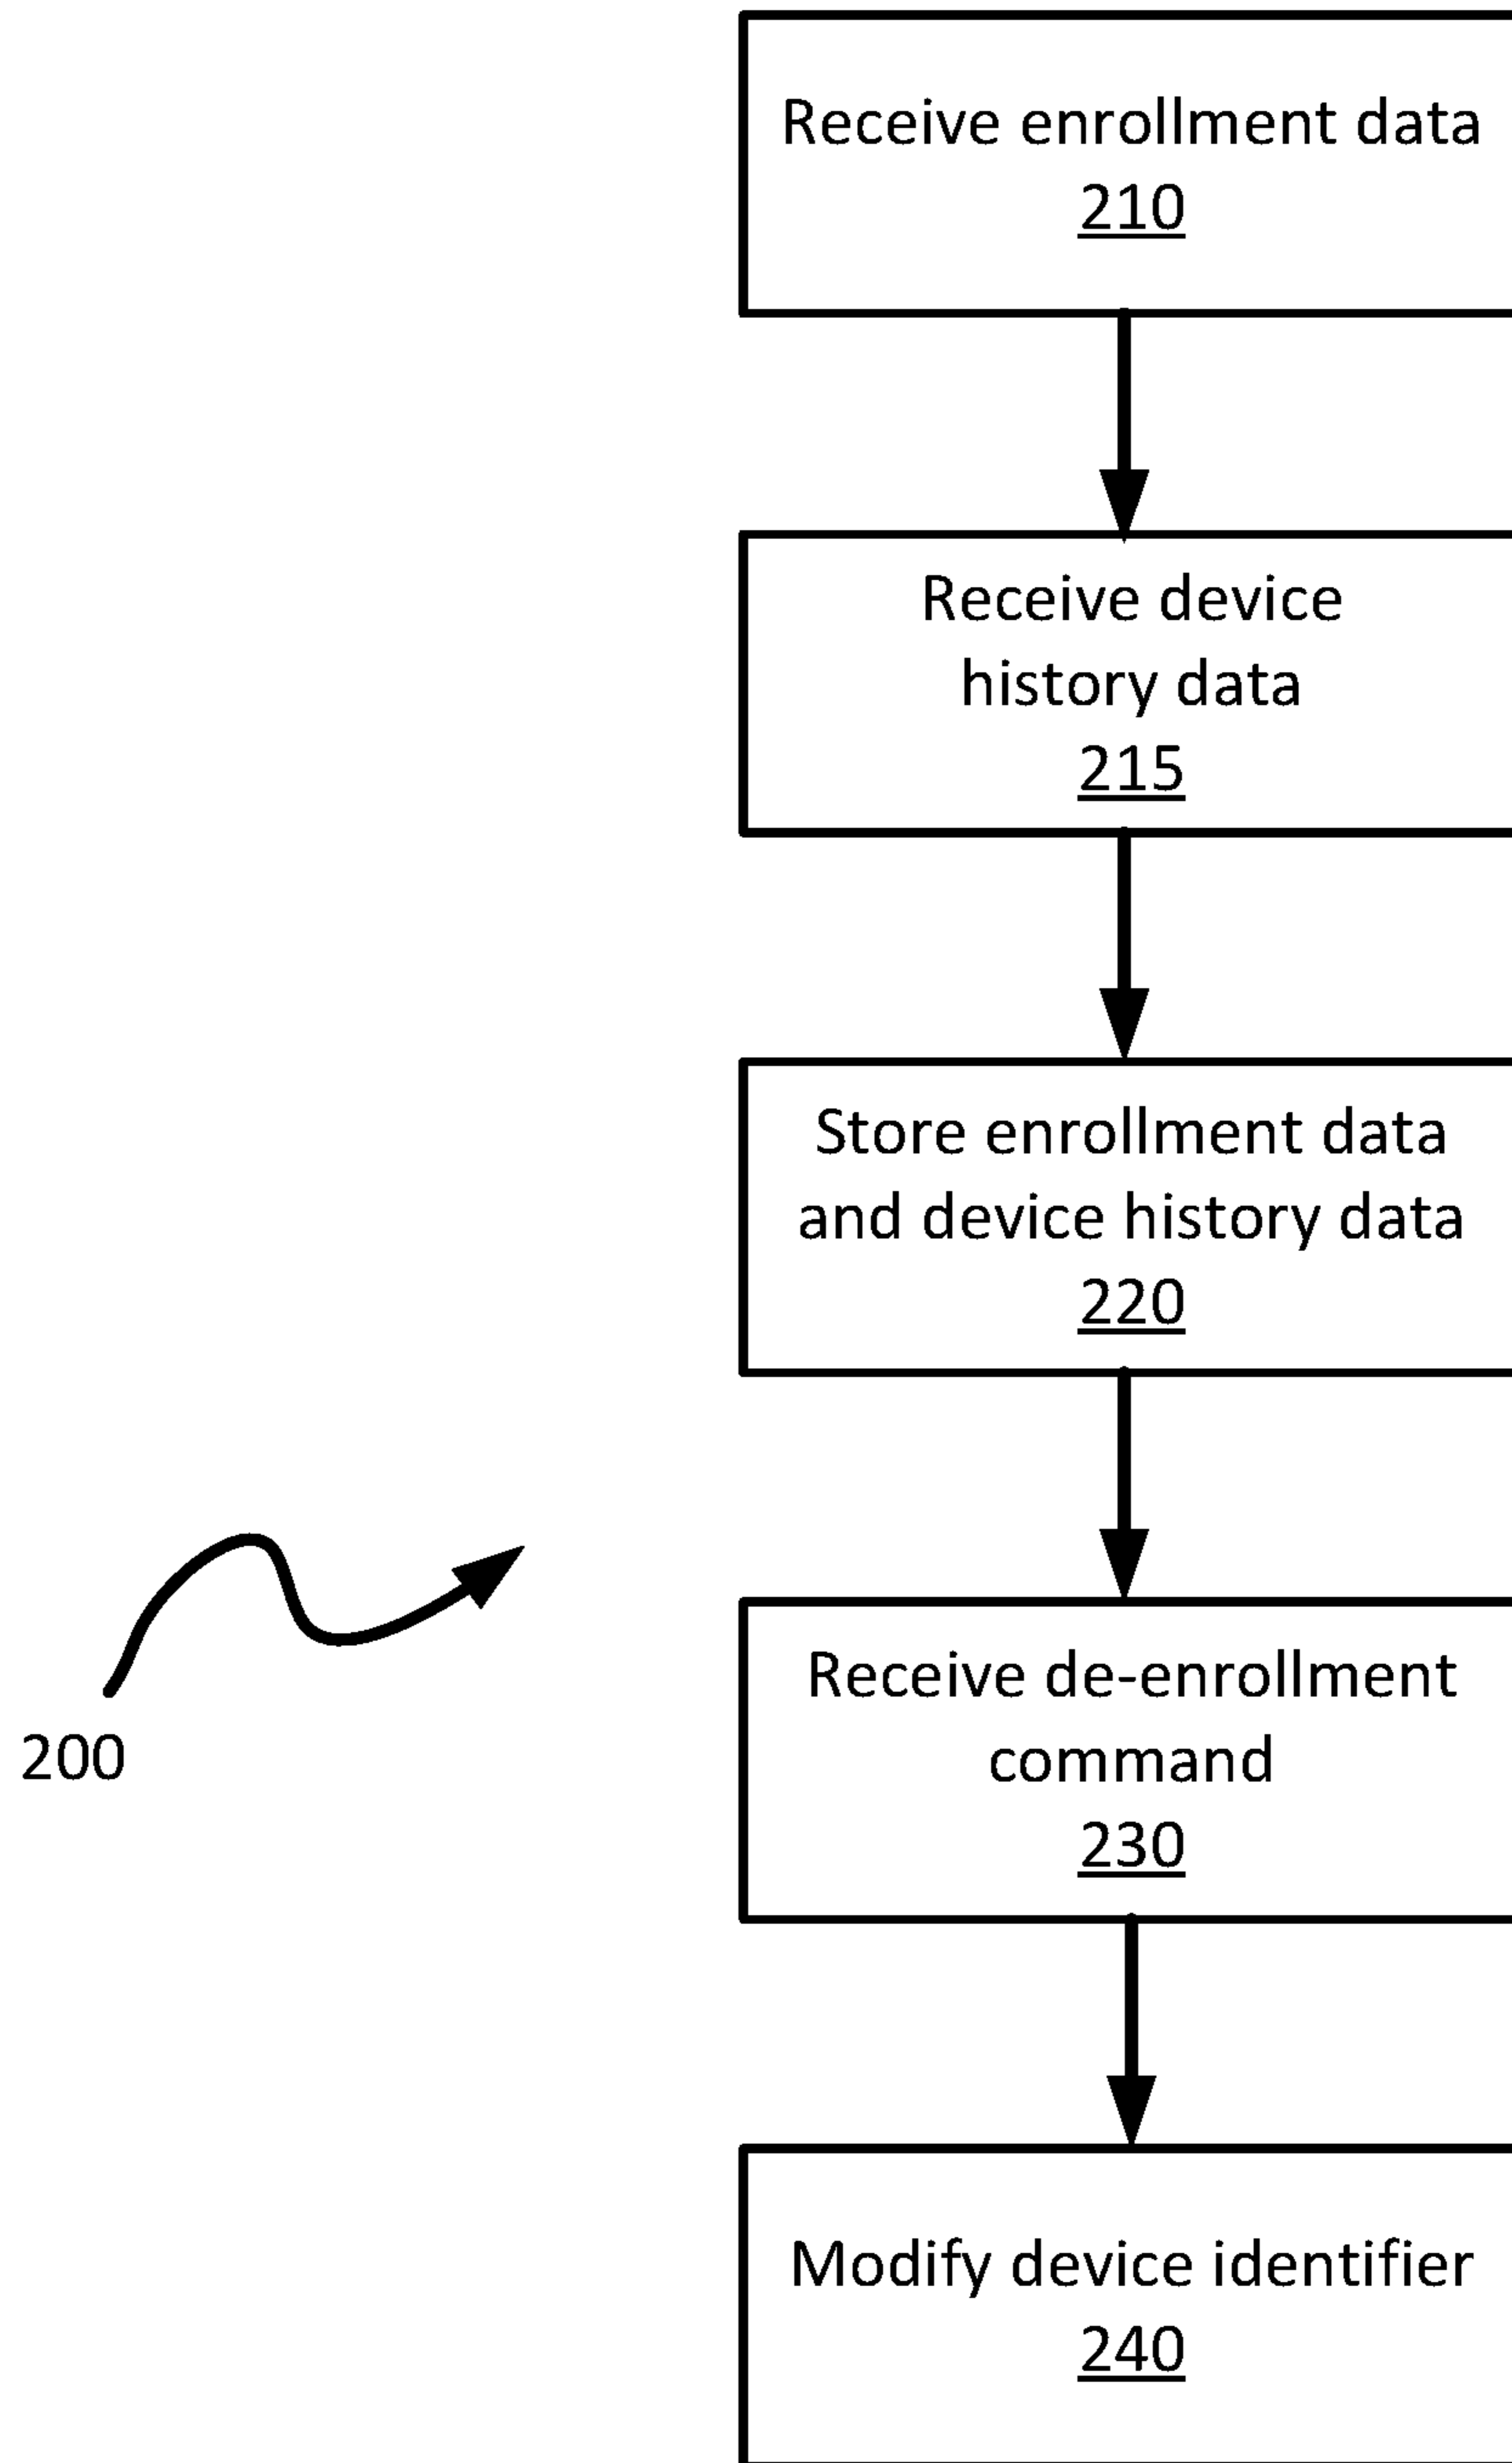 Receive enrollment data
210
Receive device
history data
215
Store enrollment data
and device history data
220
Receive de-enrollment
command
230
200
Modify device identifier
240